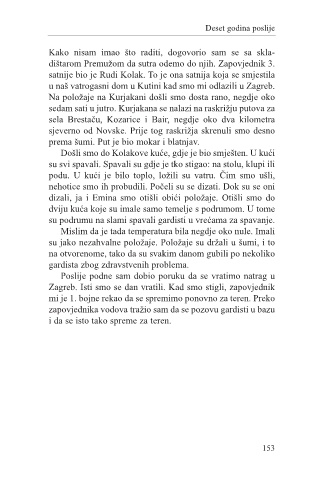 Deset godina poslije
Kako nisam imao što raditi, dogovorio sam se sa skla-
dištarom Premužom da sutra odemo do njih. Zapovjednik 3.
satnije bio je Rudi Kolak. To je ona satnija koja se smjestila
u naš vatrogasni dom u Kutini kad smo mi odlazili u Zagreb.
Na položaje na Kurjakani došli smo dosta rano, negdje oko
sedam sati u jutro. Kurjakana se nalazi na raskrižju putova za
sela Brestaču, Kozarice i Bair, negdje oko dva kilometra
sjeverno od Novske. Prije tog raskrižja skrenuli smo desno
prema šumi. Put je bio mokar i blatnjav.
Došli smo do Kolakove kuće, gdje je bio smješten. U kući
su svi spavali. Spavali su gdje je tko stigao: na stolu, klupi ili
podu. U kući je bilo toplo, ložili su vatru. Čim smo ušli,
nehotice smo ih probudili. Počeli su se dizati. Dok su se oni
dizali, ja i Emina smo otišli obići položaje. Otišli smo do
dviju kuća koje su imale samo temelje s podrumom. U tome
su podrumu na slami spavali gardisti u vrećama za spavanje.
Mislim da je tada temperatura bila negdje oko nule. Imali
su jako nezahvalne položaje. Položaje su držali u šumi, i to
na otvorenome, tako da su svakim danom gubili po nekoliko
gardista zbog zdravstvenih problema.
Poslije podne sam dobio poruku da se vratimo natrag u
Zagreb. Isti smo se dan vratili. Kad smo stigli, zapovjednik
mi je 1. bojne rekao da se spremimo ponovno za teren. Preko
zapovjednika vodova tražio sam da se pozovu gardisti u bazu
i da se isto tako spreme za teren.
153